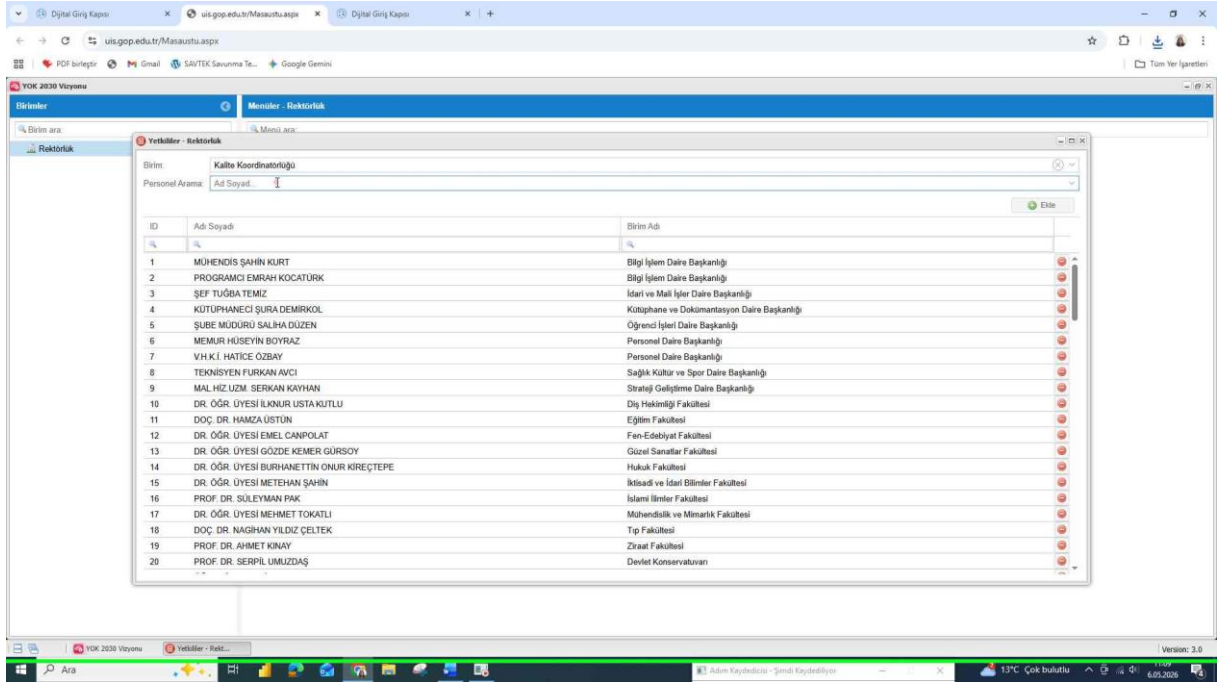 Dijital Giriş Kapısı
uis.gop.edu.tr/Masaustu.aspx
Dijital Giriş Kapısı
uis.gop.edu.tr/Masaustu.aspx
PDF birleştir
Gmail
SAVTEK Savunma Te...
Google Gemini
Tüm Yer İşaretleri
YOK 2030 Vizyonu
Birimler
Menüler - Rektörlük
Birim ara
Menü ara:
Rektörlük
Yetkililer - Rektörlük
Birim: Kalite Koordinatörlüğü
Personel Arama: Ad Soyad...
Ekle
ID Adı Soyadı Birim Adı
1 MÜHENDİS ŞAHİN KURT Bilgi İşlem Daire Başkanlığı
2 PROGRAMCI EMRAH KOCATÜRK Bilgi İşlem Daire Başkanlığı
3 ŞEF TUĞBA TEMİZ İdari ve Mali İşler Daire Başkanlığı
4 KÜTÜPHANECİ ŞURA DEMİRKOL Kütüphane ve Dokümantasyon Daire Başkanlığı
5 ŞUBE MÜDÜRÜ SALİHA DÜZEN Öğrenci İşleri Daire Başkanlığı
6 MEMUR HÜSEYİN BOYRAZ Personel Daire Başkanlığı
7 V.H.K.İ. HATİCE ÖZBAY Personel Daire Başkanlığı
8 TEKNİSYEN FURKAN AVCI Sağlık Kültür ve Spor Daire Başkanlığı
9 MAL.HİZ.UZM. SERKAN KAYHAN Strateji Geliştirme Daire Başkanlığı
10 DR. ÖĞR. ÜYESİ İLKNUR USTA KUTLU Diş Hekimliği Fakültesi
11 DOÇ. DR. HAMZA ÜSTÜN Eğitim Fakültesi
12 DR. ÖĞR. ÜYESİ EMEL CANPOLAT Fen-Edebiyat Fakültesi
13 DR. ÖĞR. ÜYESİ GÖZDE KEMER GÜRSOY Güzel Sanatlar Fakültesi
14 DR. ÖĞR. ÜYESİ BURHANETTİN ONUR KİREÇTEPE Hukuk Fakültesi
15 DR. ÖĞR. ÜYESİ METEHAN ŞAHİN İktisadi ve İdari Bilimler Fakültesi
16 PROF. DR. SÜLEYMAN PAK İslami İlimler Fakültesi
17 DR. ÖĞR. ÜYESİ MEHMET TOKATLI Mühendislik ve Mimarlık Fakültesi
18 DOÇ. DR. NAGİHAN YILDIZ ÇELTEK Tıp Fakültesi
19 PROF. DR. AHMET KINAY Ziraat Fakültesi
20 PROF. DR. SERPİL UMUZDAŞ Devlet Konservatuvarı
YOK 2030 Vizyonu
Yetkililer - Rekt...
Version: 3.0
Ara
Adım Kaydedicisi - Şimdi Kaydediliyor
13°C Çok bulutlu
11:09
6.05.2026